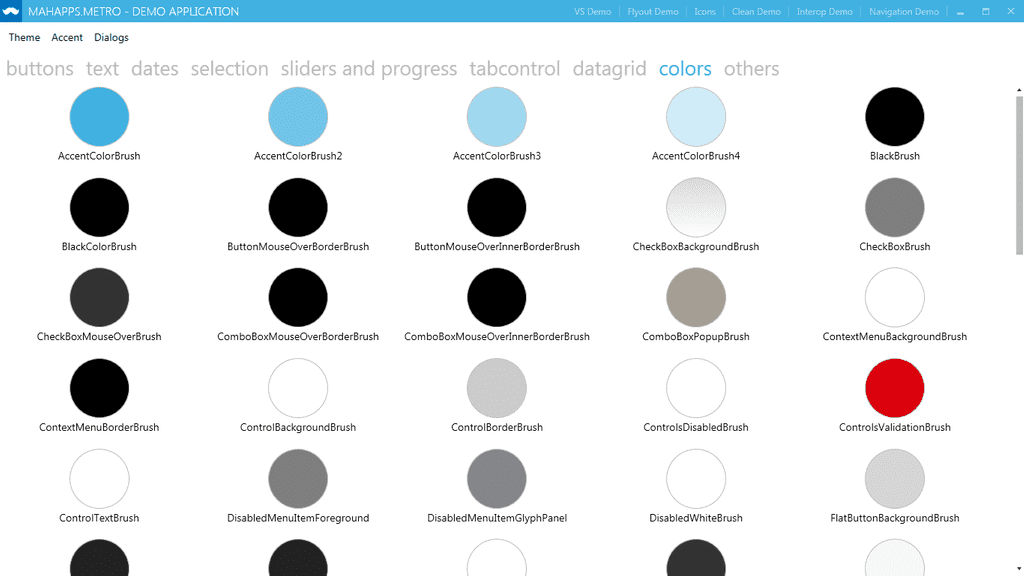 MAHAPPS.METRO - DEMO APPLICATION VS Demo Flyout Demo Icons Clean Demo Interop Demo Navigation Demo
Theme Accent Dialogs
buttons text dates selection sliders and progress tabcontrol datagrid colors others
AccentColorBrush AccentColorBrush2 AccentColorBrush3 AccentColorBrush4 BlackBrush
BlackColorBrush ButtonMouseOverBorderBrush ButtonMouseOverInnerBorderBrush CheckBoxBackgroundBrush CheckBoxBrush
CheckBoxMouseOverBrush ComboBoxMouseOverBorderBrush ComboBoxMouseOverInnerBorderBrush ComboBoxPopupBrush ContextMenuBackgroundBrush
ContextMenuBorderBrush ControlBackgroundBrush ControlBorderBrush ControlsDisabledBrush ControlsValidationBrush
ControlTextBrush DisabledMenuItemForeground DisabledMenuItemGlyphPanel DisabledWhiteBrush FlatButtonBackgroundBrush